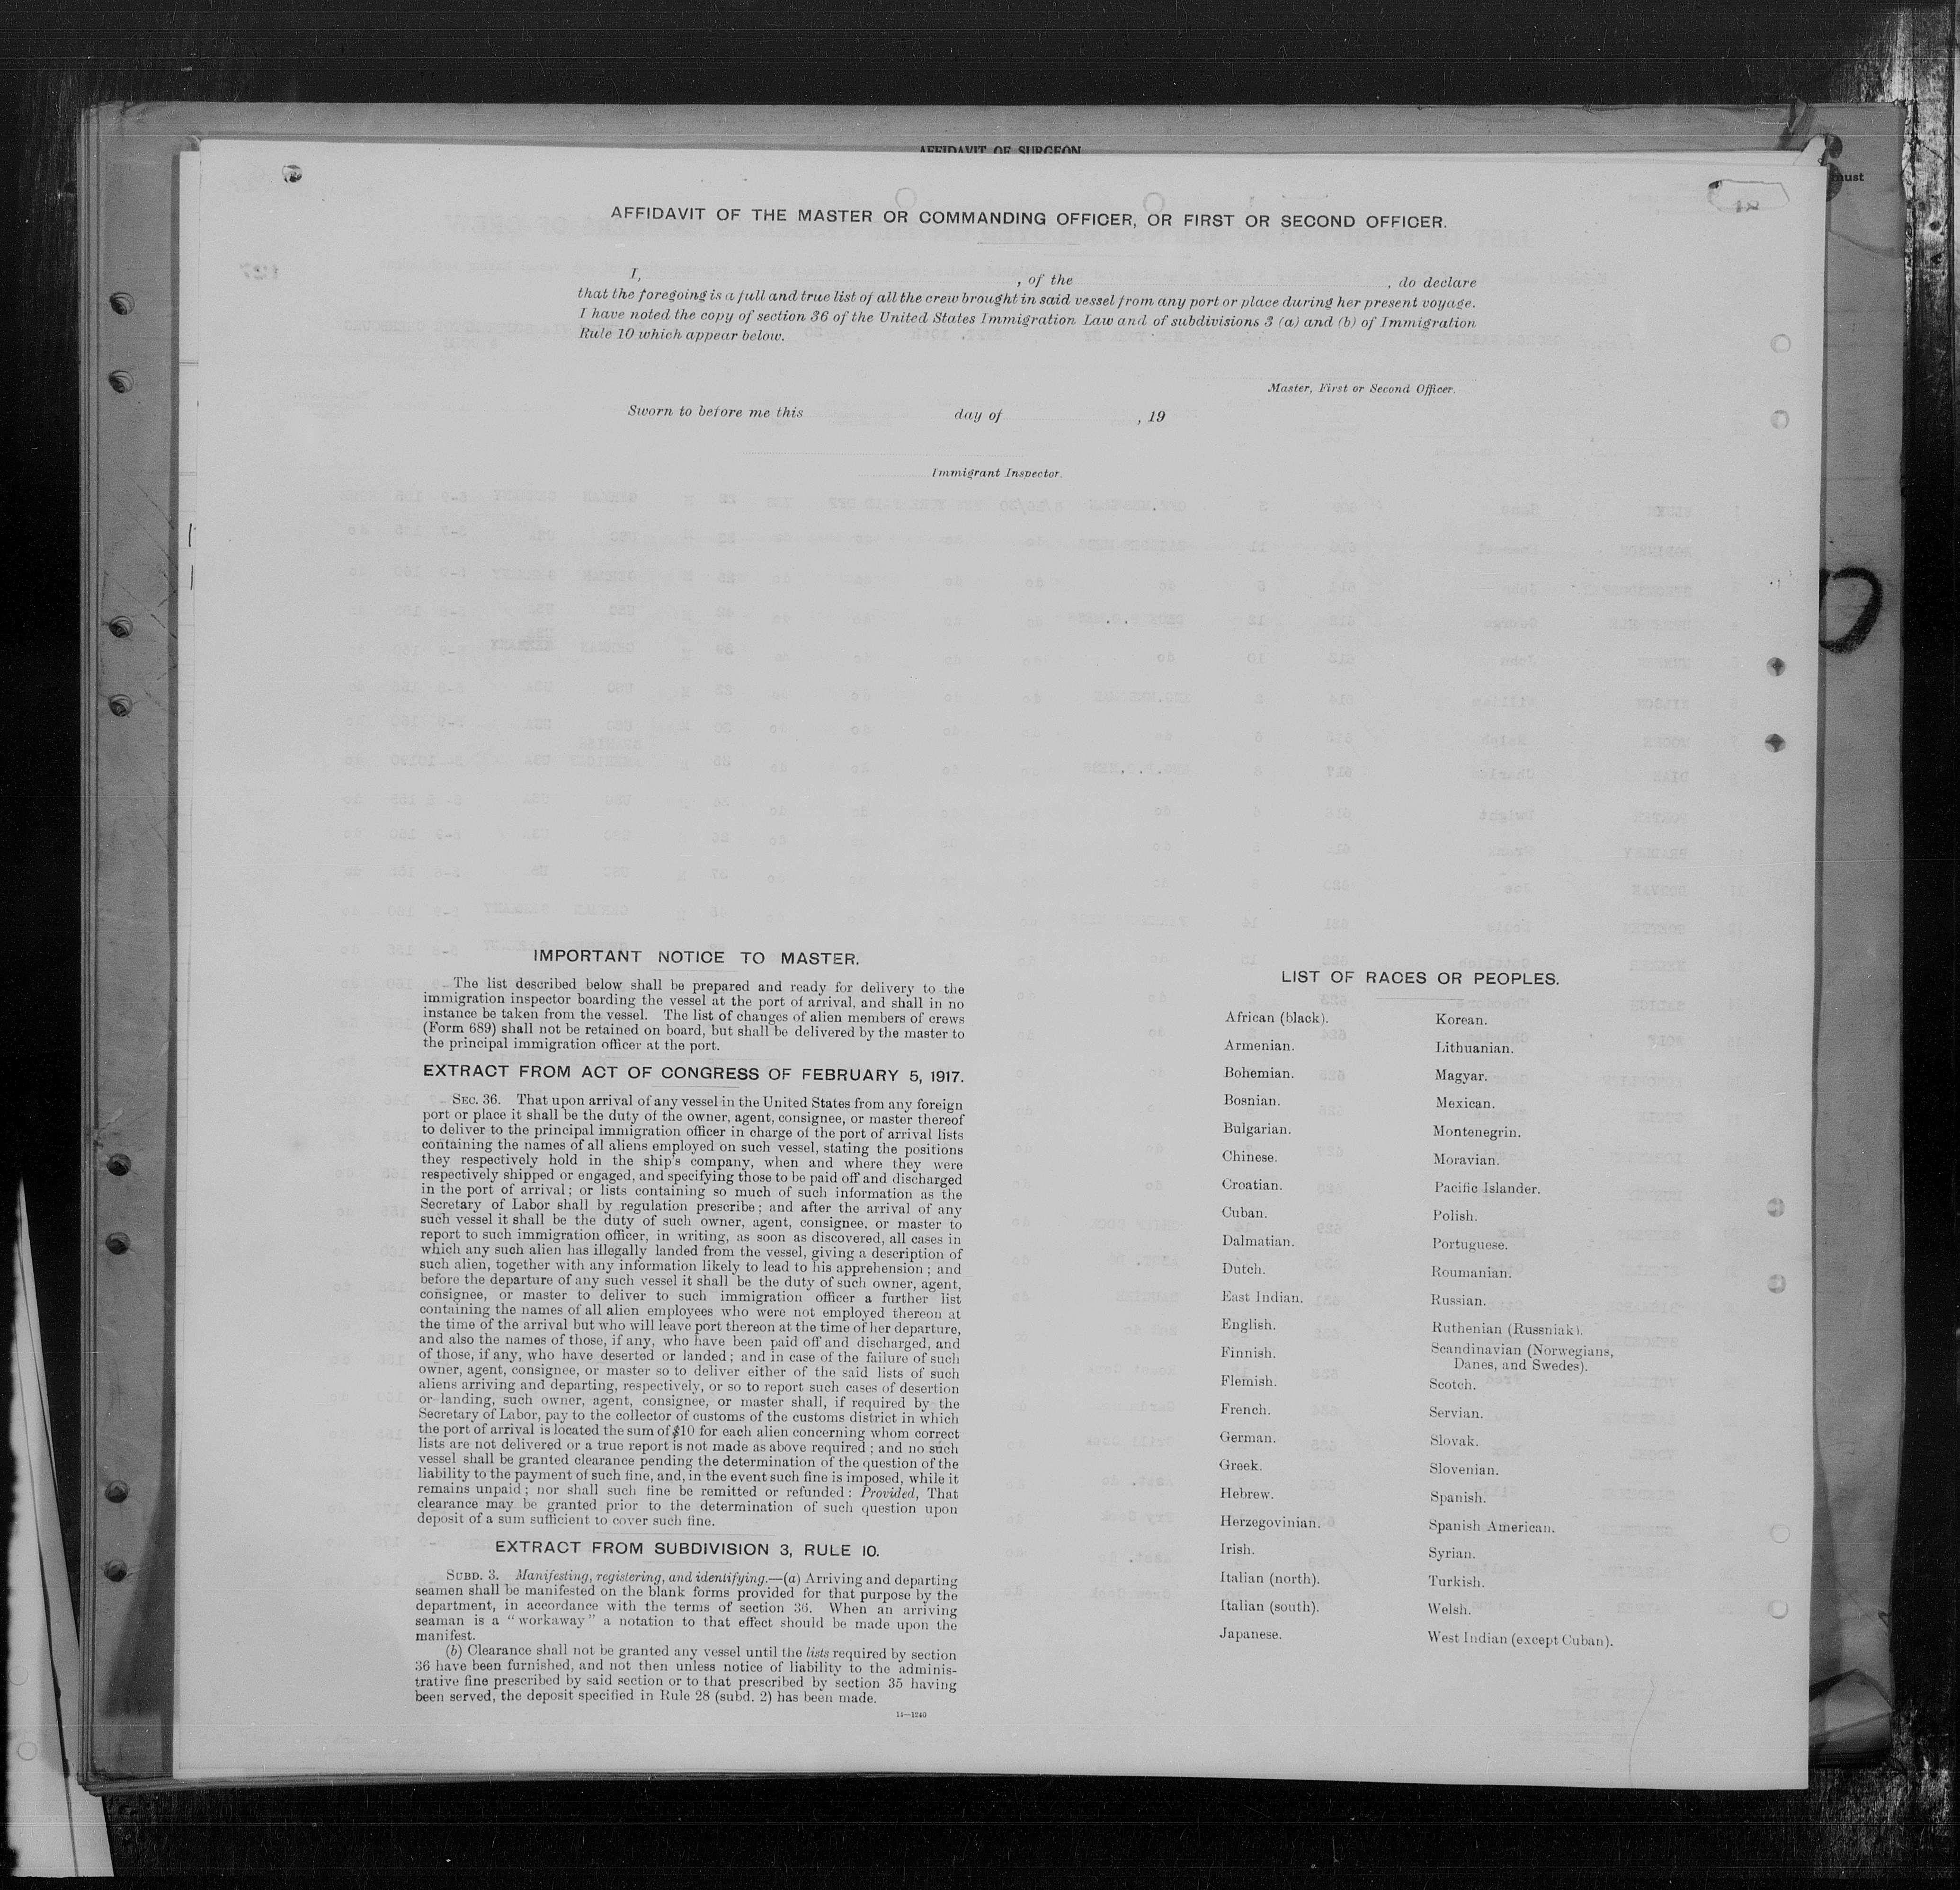 AFFIDAVIT OF SURGEON
must
AFFIDAVIT OF THE MASTER OR COMMANDING OFFICER, OR FIRST OR SECOND OFFICER.
I, , of the , do declare
that the foregoing is a full and true list of all the crew brought in said vessel from any port or place during her present voyage.
I have noted the copy of section 36 of the United States Immigration Law and of subdivisions 3 (a) and (b) of Immigration
Rule 10 which appear below.
Master, First or Second Officer.
Sworn to before me this day of , 19
Immigrant Inspector.
IMPORTANT NOTICE TO MASTER.
The list described below shall be prepared and ready for delivery to the
immigration inspector boarding the vessel at the port of arrival, and shall in no
instance be taken from the vessel. The list of changes of alien members of crews
(Form 689) shall not be retained on board, but shall be delivered by the master to
the principal immigration officer at the port.
EXTRACT FROM ACT OF CONGRESS OF FEBRUARY 5, 1917.
SEC. 36. That upon arrival of any vessel in the United States from any foreign
port or place it shall be the duty of the owner, agent, consignee, or master thereof
to deliver to the principal immigration officer in charge of the port of arrival lists
containing the names of all aliens employed on such vessel, stating the positions
they respectively hold in the ship's company, when and where they were
respectively shipped or engaged, and specifying those to be paid off and discharged
in the port of arrival; or lists containing so much of such information as the
Secretary of Labor shall by regulation prescribe; and after the arrival of any
such vessel it shall be the duty of such owner, agent, consignee, or master to
report to such immigration officer, in writing, as soon as discovered, all cases in
which any such alien has illegally landed from the vessel, giving a description of
such alien, together with any information likely to lead to his apprehension; and
before the departure of any such vessel it shall be the duty of such owner, agent,
consignee, or master to deliver to such immigration officer a further list
containing the names of all alien employees who were not employed thereon at
the time of the arrival but who will leave port thereon at the time of her departure,
and also the names of those, if any, who have been paid off and discharged, and
of those, if any, who have deserted or landed; and in case of the failure of such
owner, agent, consignee, or master so to deliver either of the said lists of such
aliens arriving and departing, respectively, or so to report such cases of desertion
or landing, such owner, agent, consignee, or master shall, if required by the
Secretary of Labor, pay to the collector of customs of the customs district in which
the port of arrival is located the sum of $10 for each alien concerning whom correct
lists are not delivered or a true report is not made as above required; and no such
vessel shall be granted clearance pending the determination of the question of the
liability to the payment of such fine, and, in the event such fine is imposed, while it
remains unpaid; nor shall such fine be remitted or refunded: Provided, That
clearance may be granted prior to the determination of such question upon
deposit of a sum sufficient to cover such fine.
EXTRACT FROM SUBDIVISION 3, RULE 10.
SUBD. 3. Manifesting, registering, and identifying.—(a) Arriving and departing
seamen shall be manifested on the blank forms provided for that purpose by the
department, in accordance with the terms of section 36. When an arriving
seaman is a "workaway" a notation to that effect should be made upon the
manifest.
(b) Clearance shall not be granted any vessel until the lists required by section
36 have been furnished, and not then unless notice of liability to the adminis-
trative fine prescribed by said section or to that prescribed by section 35 having
been served, the deposit specified in Rule 28 (subd. 2) has been made.
14—1240
LIST OF RACES OR PEOPLES.
African (black).
Armenian.
Bohemian.
Bosnian.
Bulgarian.
Chinese.
Croatian.
Cuban.
Dalmatian.
Dutch.
East Indian.
English.
Finnish.
Flemish.
French.
German.
Greek.
Hebrew.
Herzegovinian.
Irish.
Italian (north).
Italian (south).
Japanese.
Korean.
Lithuanian.
Magyar.
Mexican.
Montenegrin.
Moravian.
Pacific Islander.
Polish.
Portuguese.
Roumanian.
Russian.
Ruthenian (Russniak).
Scandinavian (Norwegians,
Danes, and Swedes).
Scotch.
Servian.
Slovak.
Slovenian.
Spanish.
Spanish American.
Syrian.
Turkish.
Welsh.
West Indian (except Cuban).